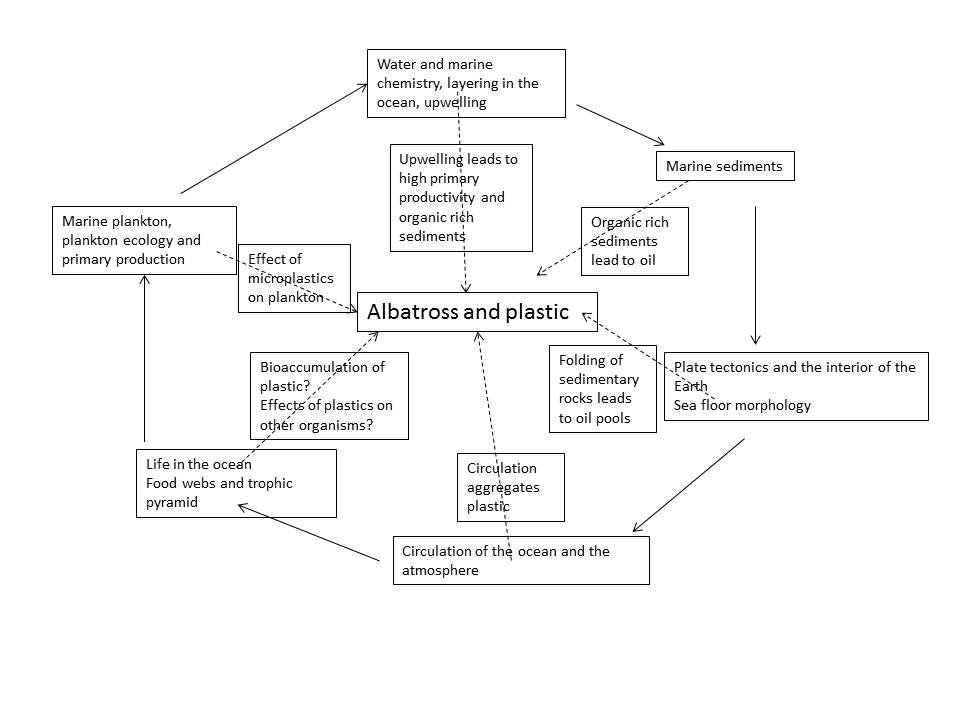 Water and marine
chemistry, layering in the
ocean, upwelling
Upwelling leads to
high primary
productivity and
organic rich
sediments
Marine sediments
Organic rich
sediments
lead to oil
Marine plankton,
plankton ecology and
primary production
Effect of
microplastics
on plankton
Albatross and plastic
Folding of
sedimentary
rocks leads
to oil pools
Plate tectonics and the interior of the
Earth
Sea floor morphology
Bioaccumulation of
plastic?
Effects of plastics on
other organisms?
Life in the ocean
Food webs and trophic
pyramid
Circulation
aggregates
plastic
Circulation of the ocean and the
atmosphere